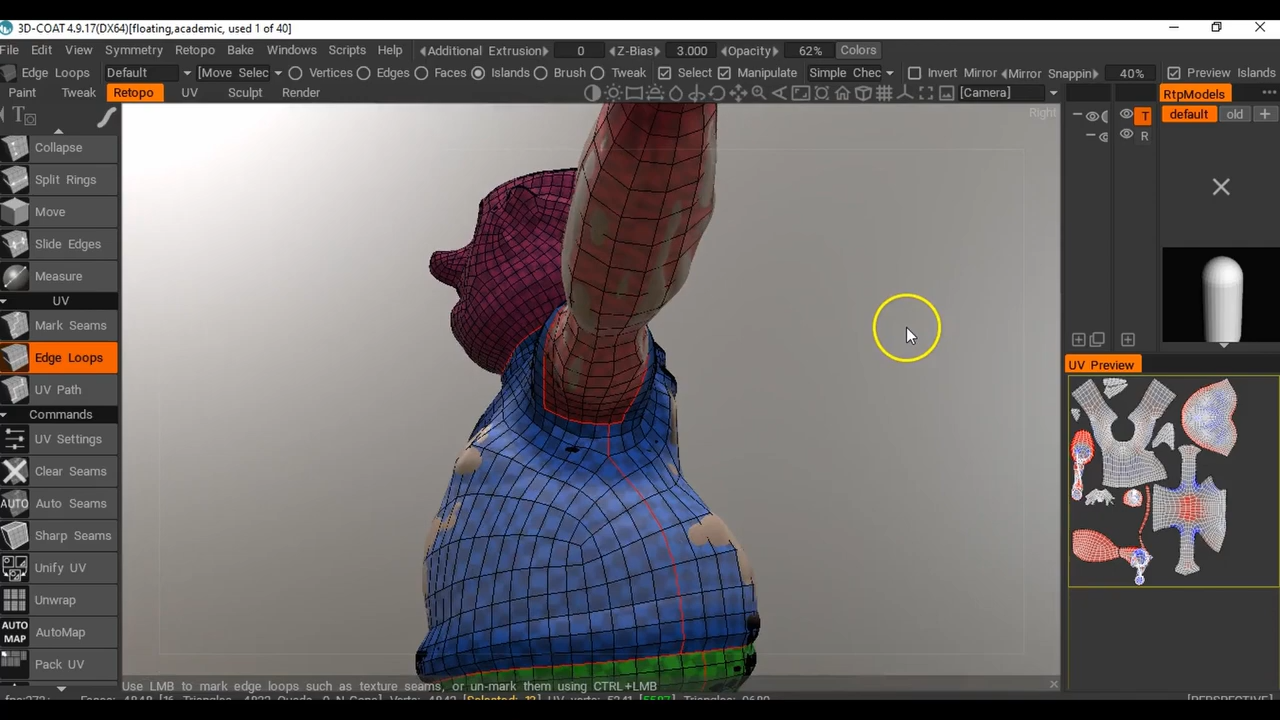 3D-COAT 4.9.17(DX64)[floating,academic, used 1 of 40]
File Edit View Symmetry Retopo Bake Windows Scripts Help Additional Extrusion 0 Z-Bias 3.000 Opacity 62% Colors
Edge Loops Default [Move Selec Vertices Edges Faces Islands Brush Tweak Select Manipulate Simple Chec Invert Mirror Mirror Snappin 40% Preview Islands
Paint Tweak Retopo UV Sculpt Render [Camera] RtpModels
Right default old +
T
R
Collapse
Split Rings
Move
Slide Edges
Measure
UV
Mark Seams
Edge Loops
UV Preview
UV Path
Commands
UV Settings
Clear Seams
AUTO Auto Seams
Sharp Seams
Unify UV
Unwrap
AUTO MAP AutoMap
Pack UV
Use LMB to mark edge loops such as texture seams, or un-mark them using CTRL+LMB